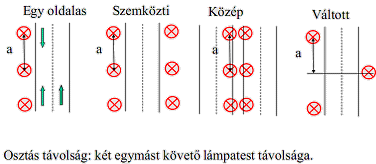 Egy oldalas Szemközti Közép Váltott
a a a a
Osztás távolság: két egymást követő lámpatest távolsága.